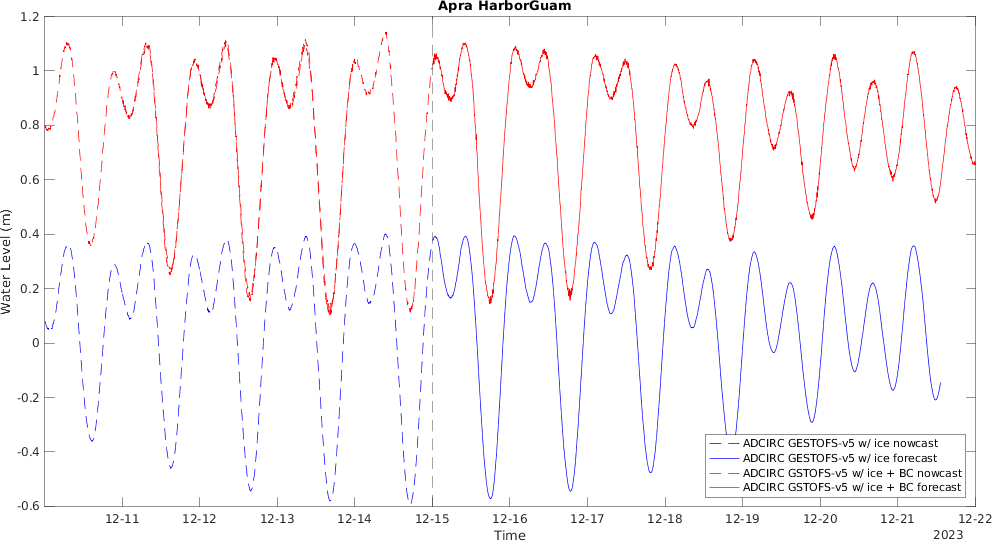 Apra HarborGuam
1.2
1
0.8
0.6
0.4
0.2
0
-0.2
-0.4
-0.6
Water Level (m)
ADCIRC GESTOFS-v5 w/ ice nowcast
ADCIRC GESTOFS-v5 w/ ice forecast
ADCIRC GSTOFS-v5 w/ ice + BC nowcast
ADCIRC GSTOFS-v5 w/ ice + BC forecast
12-11 12-12 12-13 12-14 12-15 12-16 12-17 12-18 12-19 12-20 12-21 12-22
Time
2023